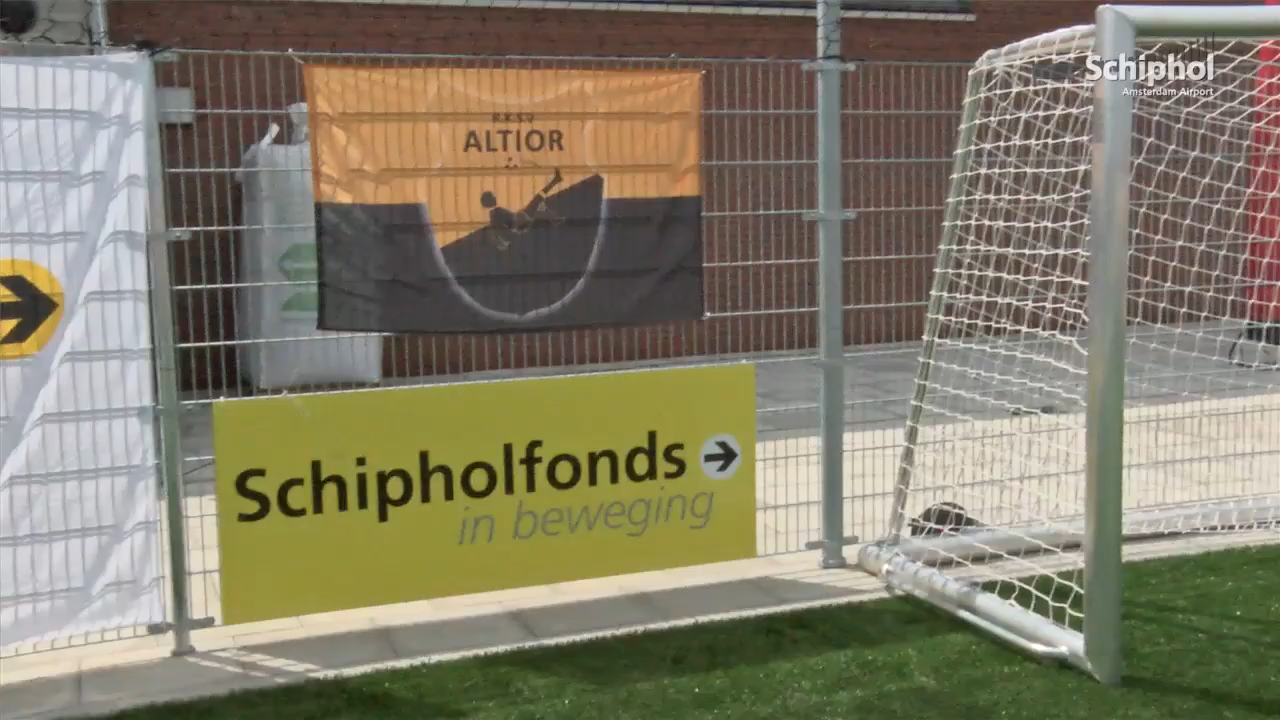 Schiphol
Amsterdam Airport
R.K.S.V.
ALTIOR
Schipholfonds
in beweging